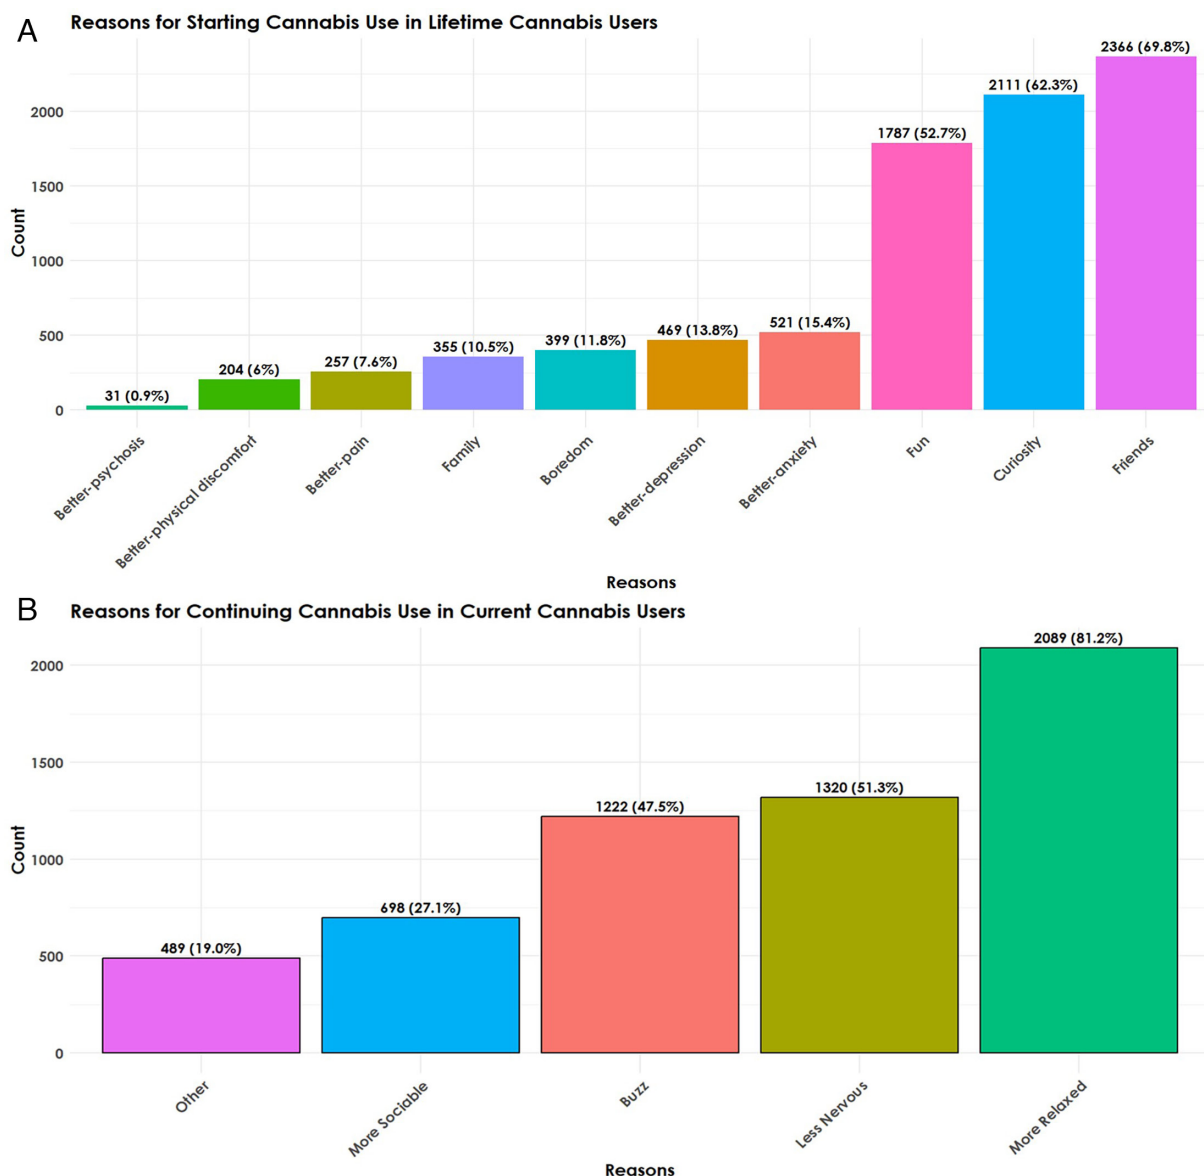 A
Reasons for Starting Cannabis Use in Lifetime Cannabis Users
Count
2000
1500
1000
500
0
31 (0.9%)
204 (6%)
257 (7.6%)
355 (10.5%)
399 (11.8%)
469 (13.8%)
521 (15.4%)
1787 (52.7%)
2111 (62.3%)
2366 (69.8%)
Better-psychosis
Better-physical discomfort
Better-pain
Family
Boredom
Better-depression
Better-anxiety
Fun
Curiosity
Friends
Reasons
B
Reasons for Continuing Cannabis Use in Current Cannabis Users
Count
2000
1500
1000
500
0
489 (19.0%)
698 (27.1%)
1222 (47.5%)
1320 (51.3%)
2089 (81.2%)
Other
More Sociable
Buzz
Less Nervous
More Relaxed
Reasons